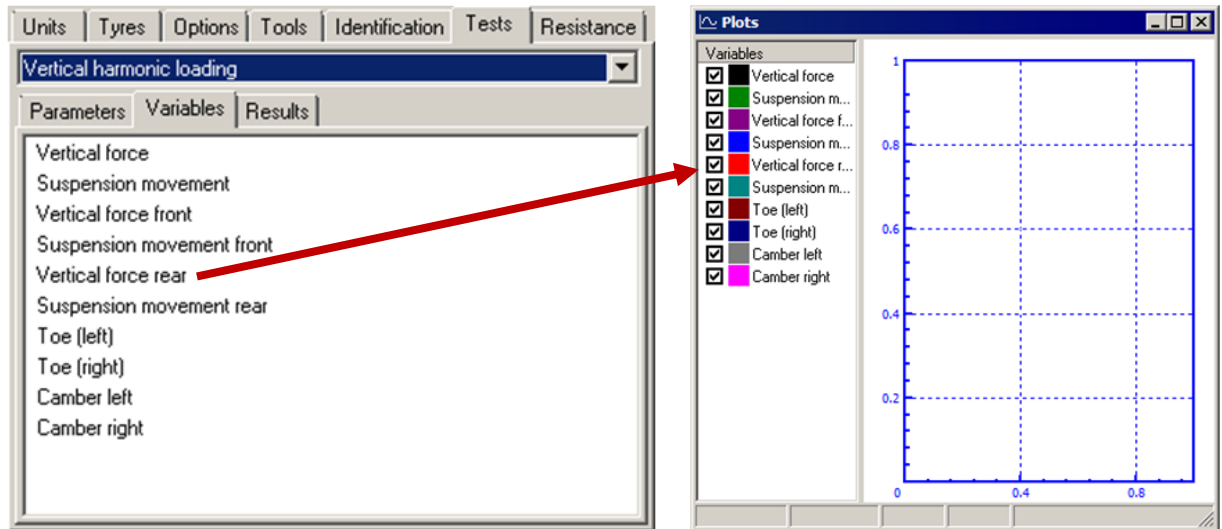 Units Tyres Options Tools Identification Tests Resistance
Vertical harmonic loading
Parameters Variables Results
Vertical force
Suspension movement
Vertical force front
Suspension movement front
Vertical force rear
Suspension movement rear
Toe (left)
Toe (right)
Camber left
Camber right
Plots
Variables
Vertical force
Suspension m...
Vertical force f...
Suspension m...
Vertical force r...
Suspension m...
Toe (left)
Toe (right)
Camber left
Camber right
1
0.8
0.6
0.4
0.2
0 0.4 0.8